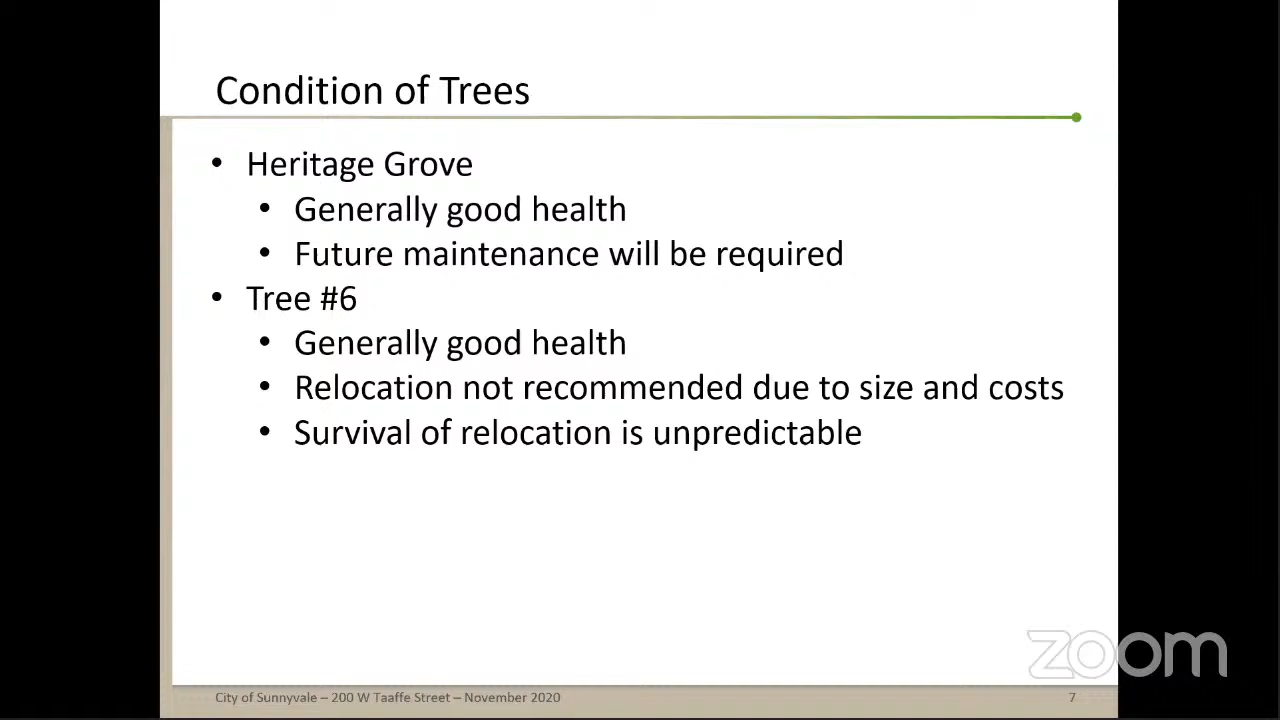 Condition of Trees
• Heritage Grove
• Generally good health
• Future maintenance will be required
• Tree #6
• Generally good health
• Relocation not recommended due to size and costs
• Survival of relocation is unpredictable
zoom
City of Sunnyvale – 200 W Taaffe Street – November 2020
7